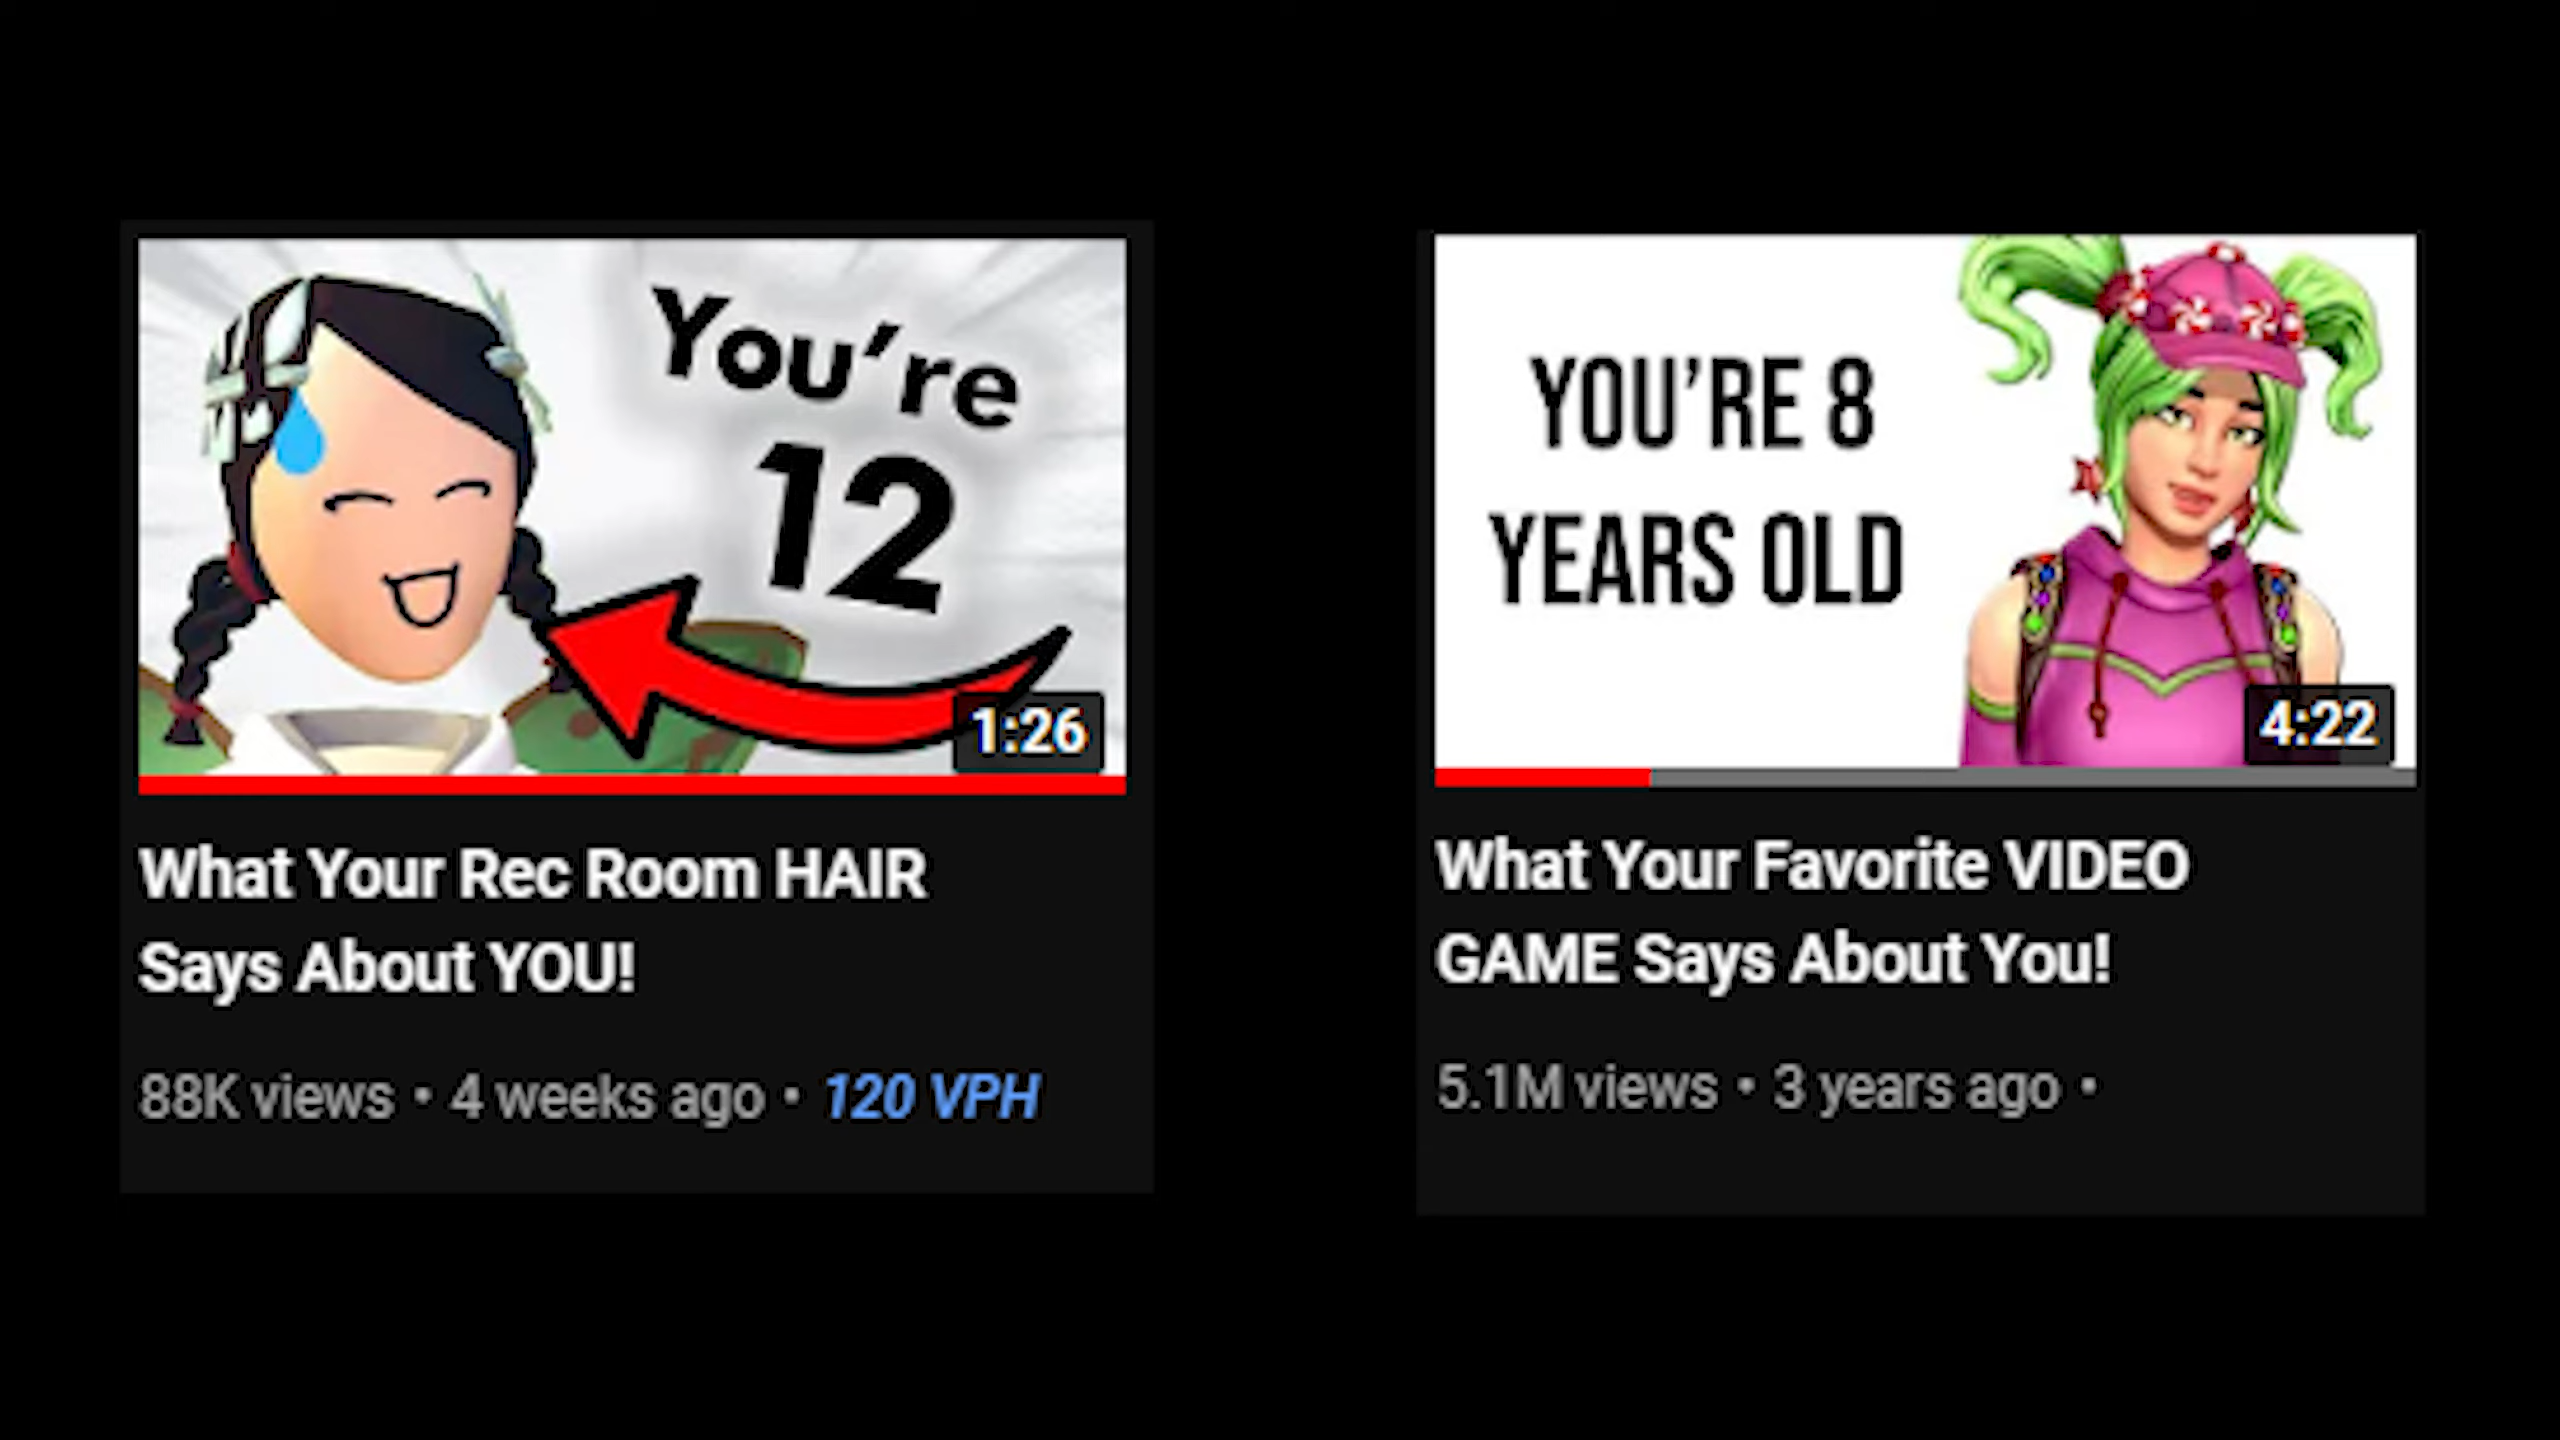 You're
12
1:26
What Your Rec Room HAIR
Says About YOU!
88K views • 4 weeks ago • 120 VPH
YOU'RE 8
YEARS OLD
4:22
What Your Favorite VIDEO
GAME Says About You!
5.1M views • 3 years ago •